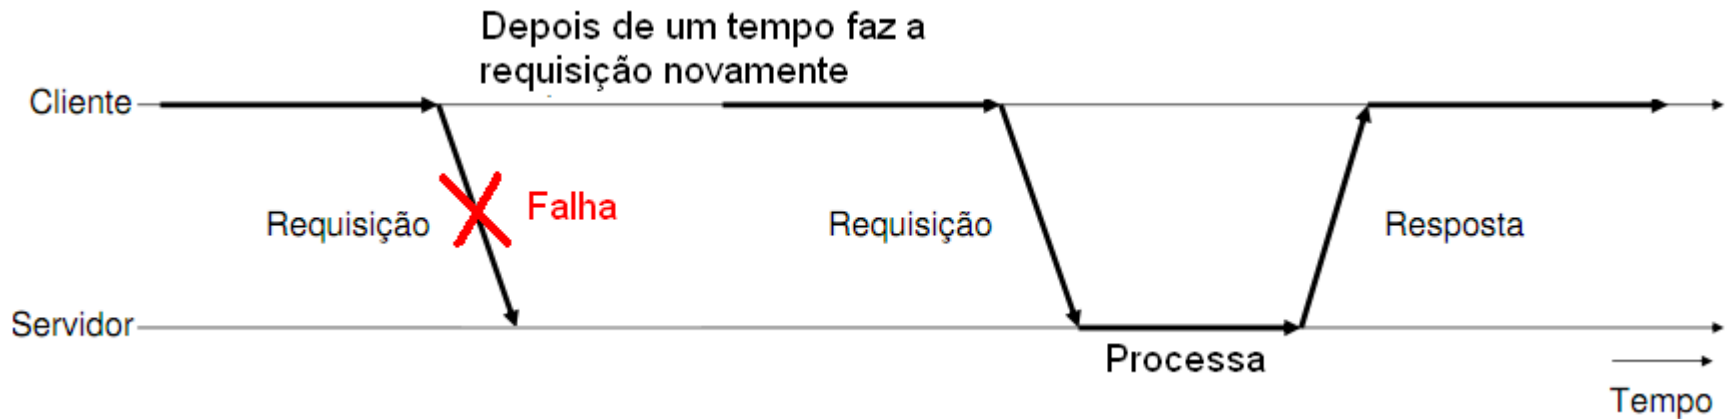 Depois de um tempo faz a
requisição novamente
Cliente
Requisição
Falha
Requisição
Resposta
Servidor
Processa
Tempo